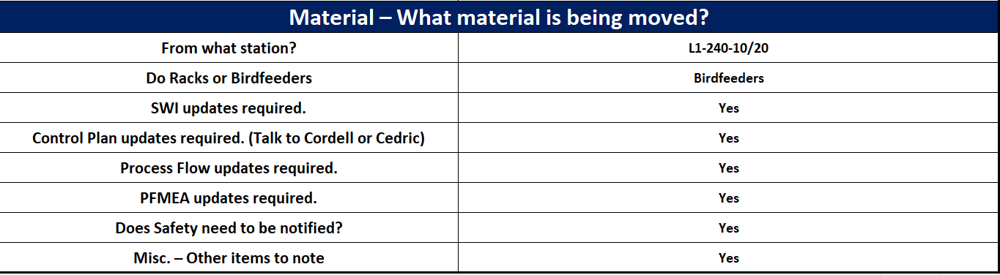 Material – What material is being moved?
From what station? L1-240-10/20
Do Racks or Birdfeeders Birdfeeders
SWI updates required. Yes
Control Plan updates required. (Talk to Cordell or Cedric) Yes
Process Flow updates required. Yes
PFMEA updates required. Yes
Does Safety need to be notified? Yes
Misc. – Other items to note Yes